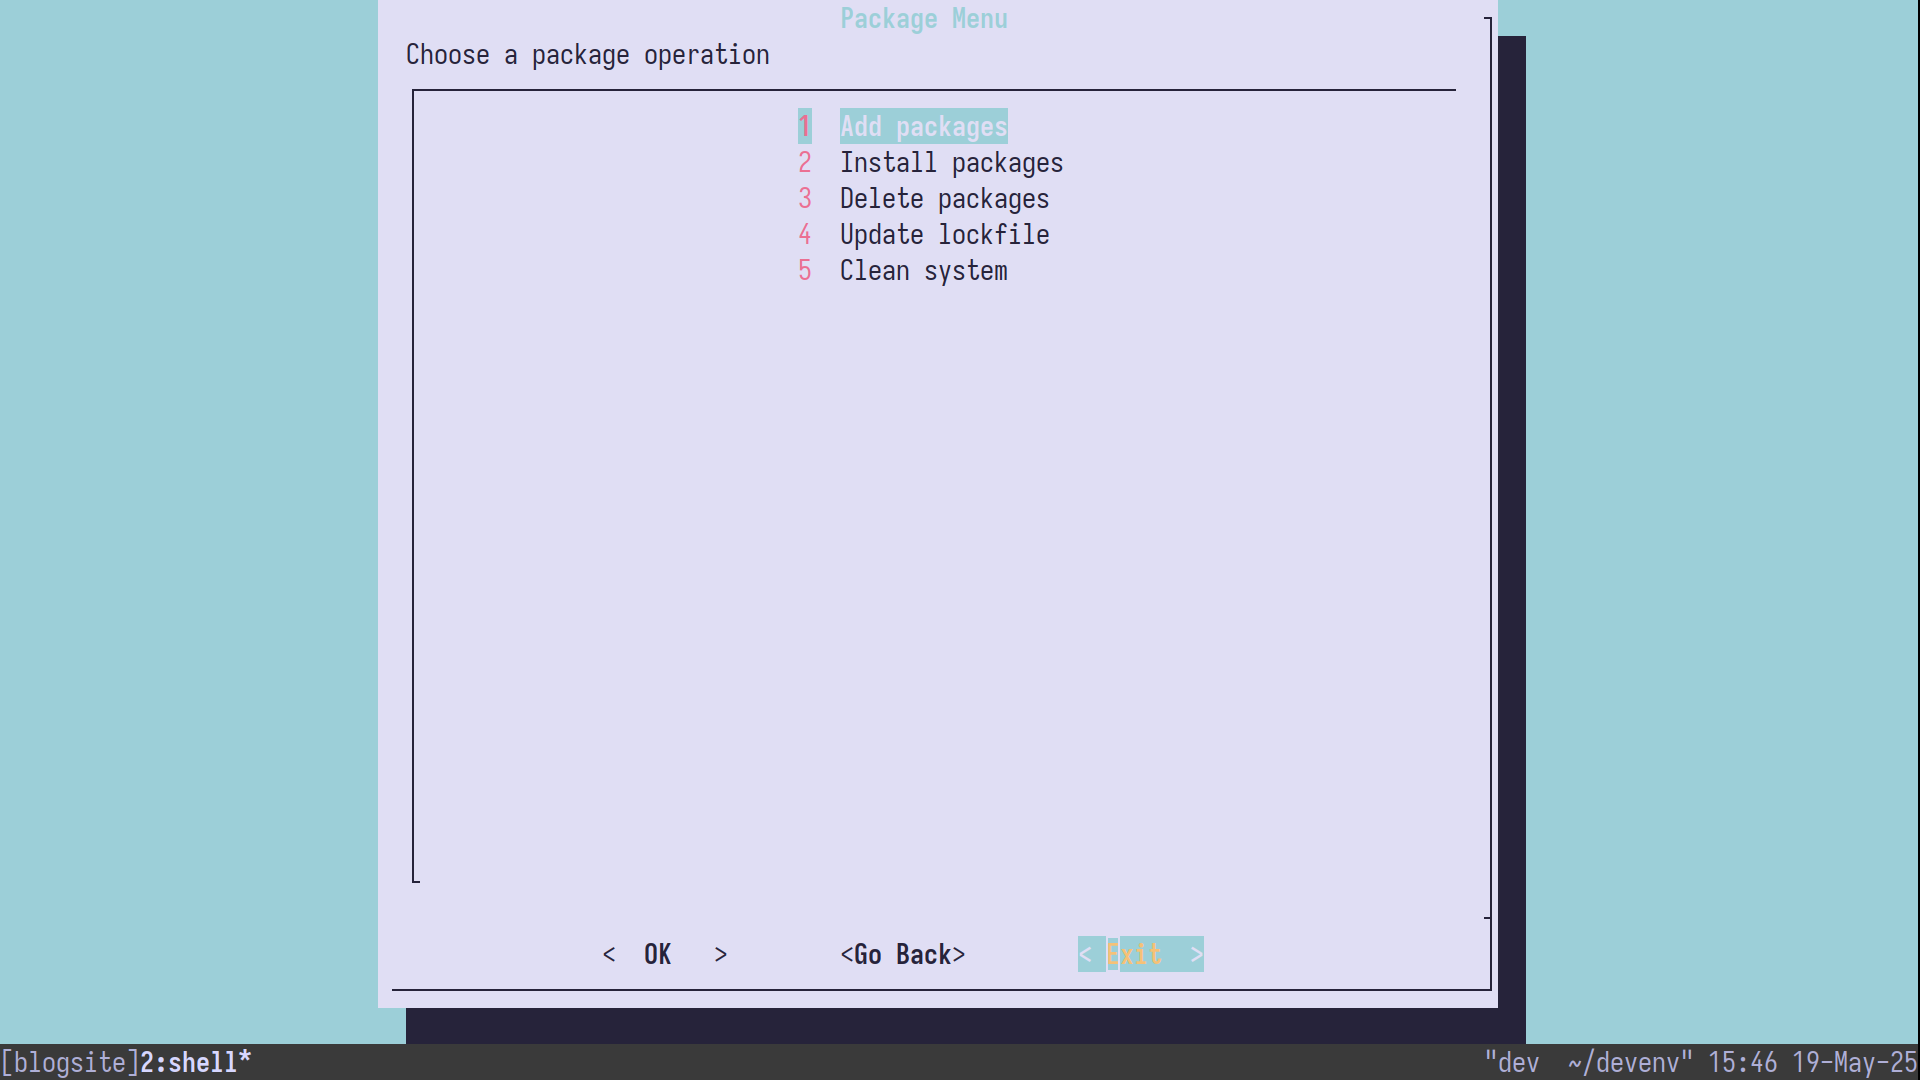 Package Menu
Choose a package operation
1 Add packages
2 Install packages
3 Delete packages
4 Update lockfile
5 Clean system
< OK > <Go Back> < Exit >
[blogsite]2:shell* "dev ~/devenv" 15:46 19-May-25